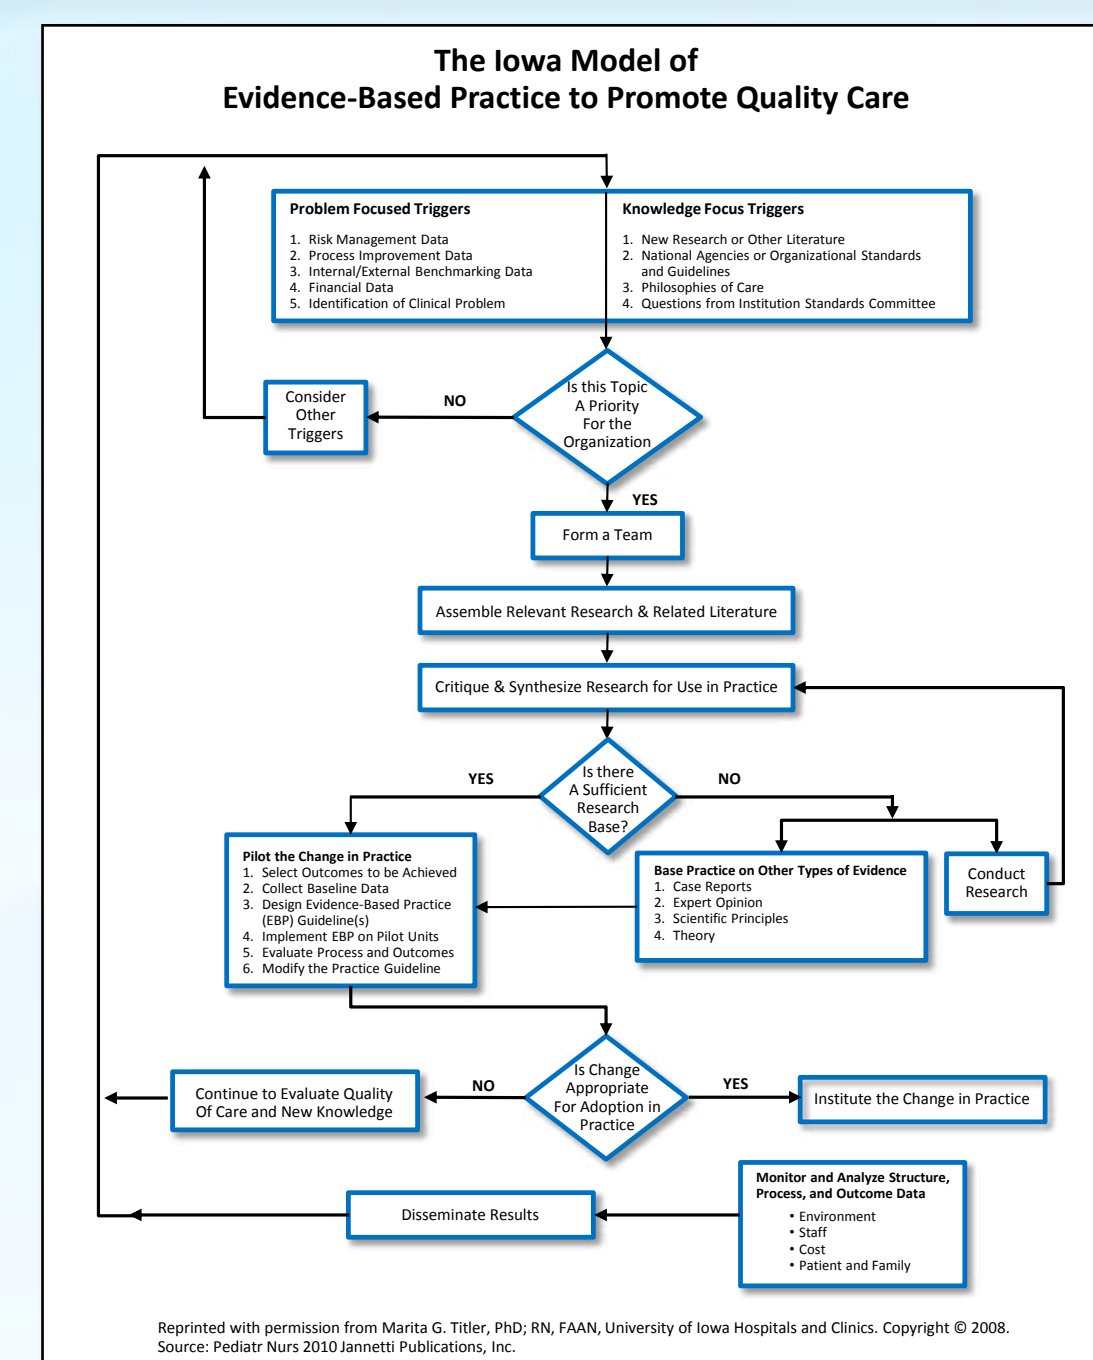 The Iowa Model of
Evidence-Based Practice to Promote Quality Care
Problem Focused Triggers
1. Risk Management Data
2. Process Improvement Data
3. Internal/External Benchmarking Data
4. Financial Data
5. Identification of Clinical Problem
Knowledge Focus Triggers
1. New Research or Other Literature
2. National Agencies or Organizational Standards
and Guidelines
3. Philosophies of Care
4. Questions from Institution Standards Committee
Is this Topic
A Priority
For the
Organization
NO
Consider
Other
Triggers
YES
Form a Team
Assemble Relevant Research & Related Literature
Critique & Synthesize Research for Use in Practice
Is there
A Sufficient
Research
Base?
YES
NO
Pilot the Change in Practice
1. Select Outcomes to be Achieved
2. Collect Baseline Data
3. Design Evidence-Based Practice
(EBP) Guideline(s)
4. Implement EBP on Pilot Units
5. Evaluate Process and Outcomes
6. Modify the Practice Guideline
Base Practice on Other Types of Evidence
1. Case Reports
2. Expert Opinion
3. Scientific Principles
4. Theory
Conduct
Research
Is Change
Appropriate
For Adoption in
Practice
NO
YES
Continue to Evaluate Quality
Of Care and New Knowledge
Institute the Change in Practice
Monitor and Analyze Structure,
Process, and Outcome Data
• Environment
• Staff
• Cost
• Patient and Family
Disseminate Results
Reprinted with permission from Marita G. Titler, PhD; RN, FAAN, University of Iowa Hospitals and Clinics. Copyright © 2008.
Source: Pediatr Nurs 2010 Jannetti Publications, Inc.